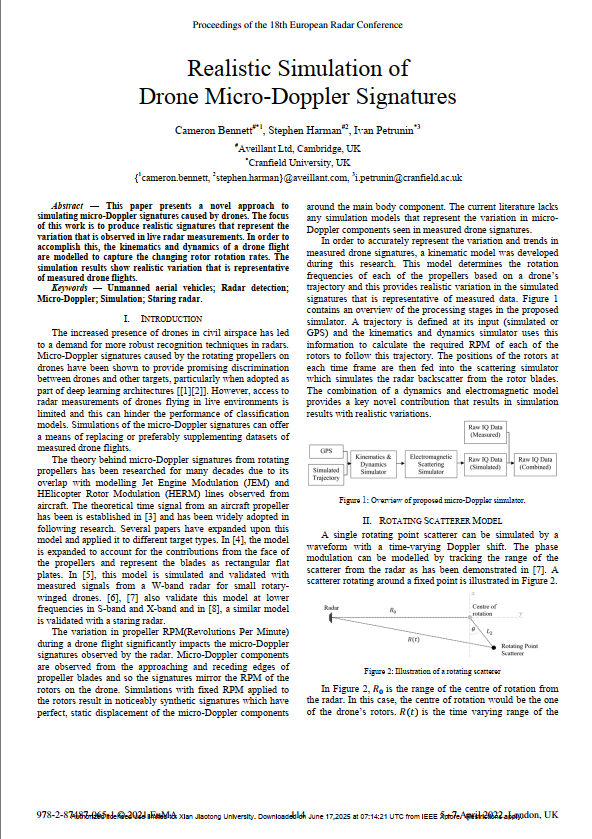 Proceedings of the 18th European Radar Conference
Realistic Simulation of
Drone Micro-Doppler Signatures
Cameron Bennett#*1, Stephen Harman#2, Ivan Petrunin*3
#Aveillant Ltd, Cambridge, UK
*Cranfield University, UK
{1cameron.bennett, 2stephen.harman}@aveillant.com, 3i.petrunin@cranfield.ac.uk
Abstract — This paper presents a novel approach to
simulating micro-Doppler signatures caused by drones. The focus
of this work is to produce realistic signatures that represent the
variation that is observed in live radar measurements. In order to
accomplish this, the kinematics and dynamics of a drone flight
are modelled to capture the changing rotor rotation rates. The
simulation results show realistic variation that is representative
of measured drone flights.
Keywords — Unmanned aerial vehicles; Radar detection;
Micro-Doppler; Simulation; Staring radar.
I. INTRODUCTION
The increased presence of drones in civil airspace has led
to a demand for more robust recognition techniques in radars.
Micro-Doppler signatures caused by the rotating propellers on
drones have been shown to provide promising discrimination
between drones and other targets, particularly when adopted as
part of deep learning architectures [[1][2]]. However, access to
radar measurements of drones flying in live environments is
limited and this can hinder the performance of classification
models. Simulations of the micro-Doppler signatures can offer
a means of replacing or preferably supplementing datasets of
measured drone flights.
The theory behind micro-Doppler signatures from rotating
propellers has been researched for many decades due to its
overlap with modelling Jet Engine Modulation (JEM) and
HElicopter Rotor Modulation (HERM) lines observed from
aircraft. The theoretical time signal from an aircraft propeller
has been is established in [3] and has been widely adopted in
following research. Several papers have expanded upon this
model and applied it to different target types. In [4], the model
is expanded to account for the contributions from the face of
the propellers and represent the blades as rectangular flat
plates. In [5], this model is simulated and validated with
measured signals from a W-band radar for small rotary-
winged drones. [6], [7] also validate this model at lower
frequencies in S-band and X-band and in [8], a similar model
is validated with a staring radar.
The variation in propeller RPM(Revolutions Per Minute)
during a drone flight significantly impacts the micro-Doppler
signatures observed by the radar. Micro-Doppler components
are observed from the approaching and receding edges of
propeller blades and so the signatures mirror the RPM of the
rotors on the drone. Simulations with fixed RPM applied to
the rotors result in noticeably synthetic signatures which have
perfect, static displacement of the micro-Doppler components
around the main body component. The current literature lacks
any simulation models that represent the variation in micro-
Doppler components seen in measured drone signatures.
In order to accurately represent the variation and trends in
measured drone signatures, a kinematic model was developed
during this research. This model determines the rotation
frequencies of each of the propellers based on a drone's
trajectory and this provides realistic variation in the simulated
signatures that is representative of measured data. Figure 1
contains an overview of the processing stages in the proposed
simulator. A trajectory is defined at its input (simulated or
GPS) and the kinematics and dynamics simulator uses this
information to calculate the required RPM of each of the
rotors to follow this trajectory. The positions of the rotors at
each time frame are then fed into the scattering simulator
which simulates the radar backscatter from the rotor blades.
The combination of a dynamics and electromagnetic model
provides a key novel contribution that results in simulation
results with realistic variations.
Raw IQ Data
(Measured)
GPS
Simulated
Trajectory
Kinematics &
Dynamics
Simulator
Electromagnetic
Scattering
Simulator
Raw IQ Data
(Simulated)
Raw IQ Data
(Combined)
Figure 1: Overview of proposed micro-Doppler simulator.
II. ROTATING SCATTERER MODEL
A single rotating point scatterer can be simulated by a
waveform with a time-varying Doppler shift. The phase
modulation can be modelled by tracking the range of the
scatterer from the radar as has been demonstrated in [7]. A
scatterer rotating around a fixed point is illustrated in Figure 2.
Radar
R0
Centre of
rotation
y
θ
L2
R(t)
Rotating Point
Scatterer
Figure 2: Illustration of a rotating scatterer
In Figure 2, R0 is the range of the centre of rotation from
the radar. In this case, the centre of rotation would be the one
of the drone's rotors. R(t) is the time varying range of the
978-2-87487-065-1 © 2021 EuMA
114
5–7 April 2022, London, UK
Authorized licensed use limited to: Xian Jiaotong University. Downloaded on June 17,2025 at 07:14:21 UTC from IEEE Xplore. Restrictions apply.